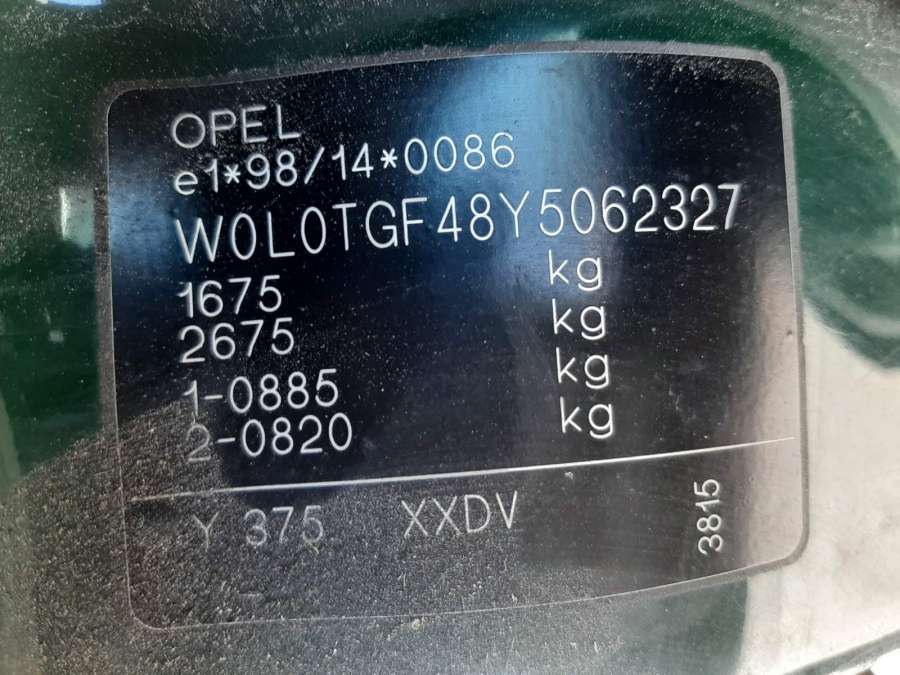 OPEL
e1*98/14*0086
W0L0TGF48Y5062327
1675 kg
2675 kg
1-0885 kg
2-0820 kg
Y 375 XXDV
3815